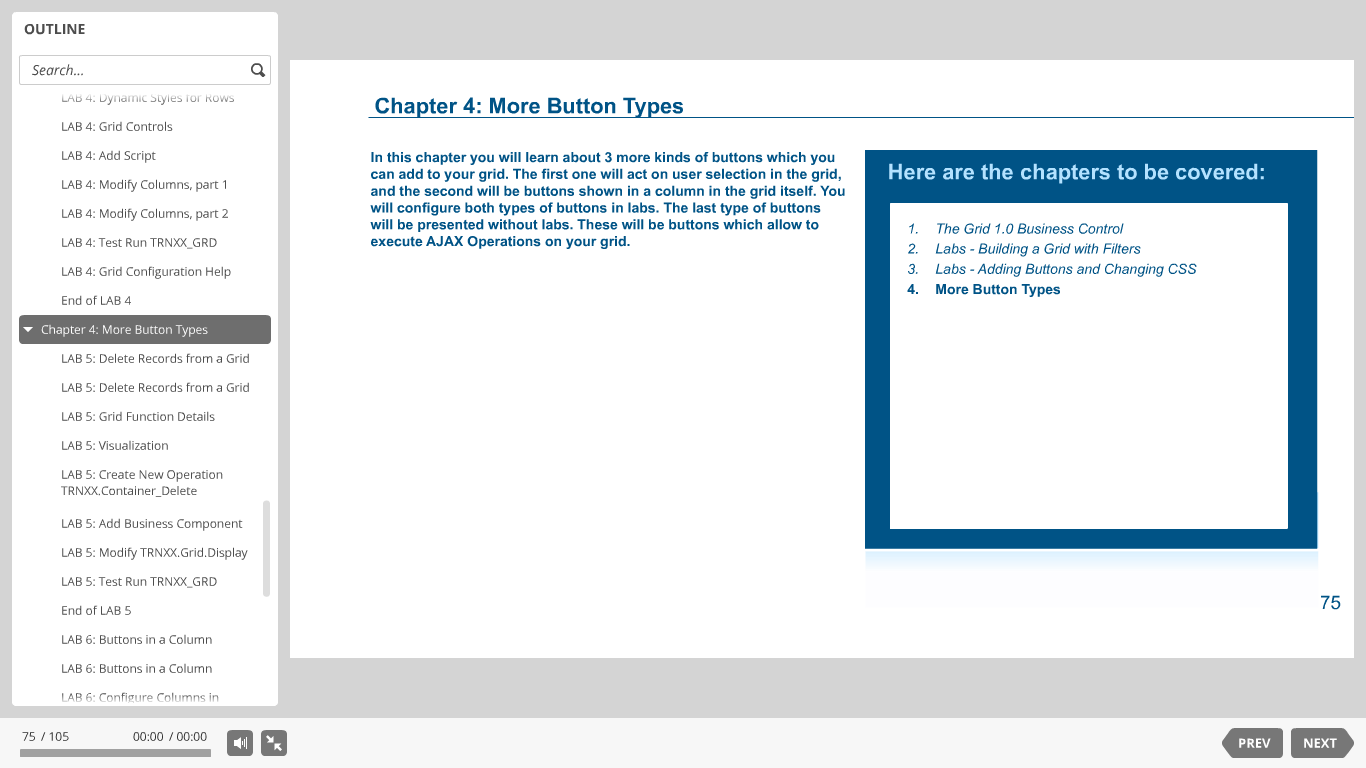 OUTLINE
Search...
LAB 4: Dynamic Styles for Rows
LAB 4: Grid Controls
LAB 4: Add Script
LAB 4: Modify Columns, part 1
LAB 4: Modify Columns, part 2
LAB 4: Test Run TRNXX_GRD
LAB 4: Grid Configuration Help
End of LAB 4
Chapter 4: More Button Types
LAB 5: Delete Records from a Grid
LAB 5: Delete Records from a Grid
LAB 5: Grid Function Details
LAB 5: Visualization
LAB 5: Create New Operation
TRNXX.Container_Delete
LAB 5: Add Business Component
LAB 5: Modify TRNXX.Grid.Display
LAB 5: Test Run TRNXX_GRD
End of LAB 5
LAB 6: Buttons in a Column
LAB 6: Buttons in a Column
LAB 6: Configure Columns in
Chapter 4: More Button Types
In this chapter you will learn about 3 more kinds of buttons which you
can add to your grid. The first one will act on user selection in the grid,
and the second will be buttons shown in a column in the grid itself. You
will configure both types of buttons in labs. The last type of buttons
will be presented without labs. These will be buttons which allow to
execute AJAX Operations on your grid.
Here are the chapters to be covered:
1. The Grid 1.0 Business Control
2. Labs - Building a Grid with Filters
3. Labs - Adding Buttons and Changing CSS
4. More Button Types
75
75 / 105
00:00 / 00:00
PREV
NEXT